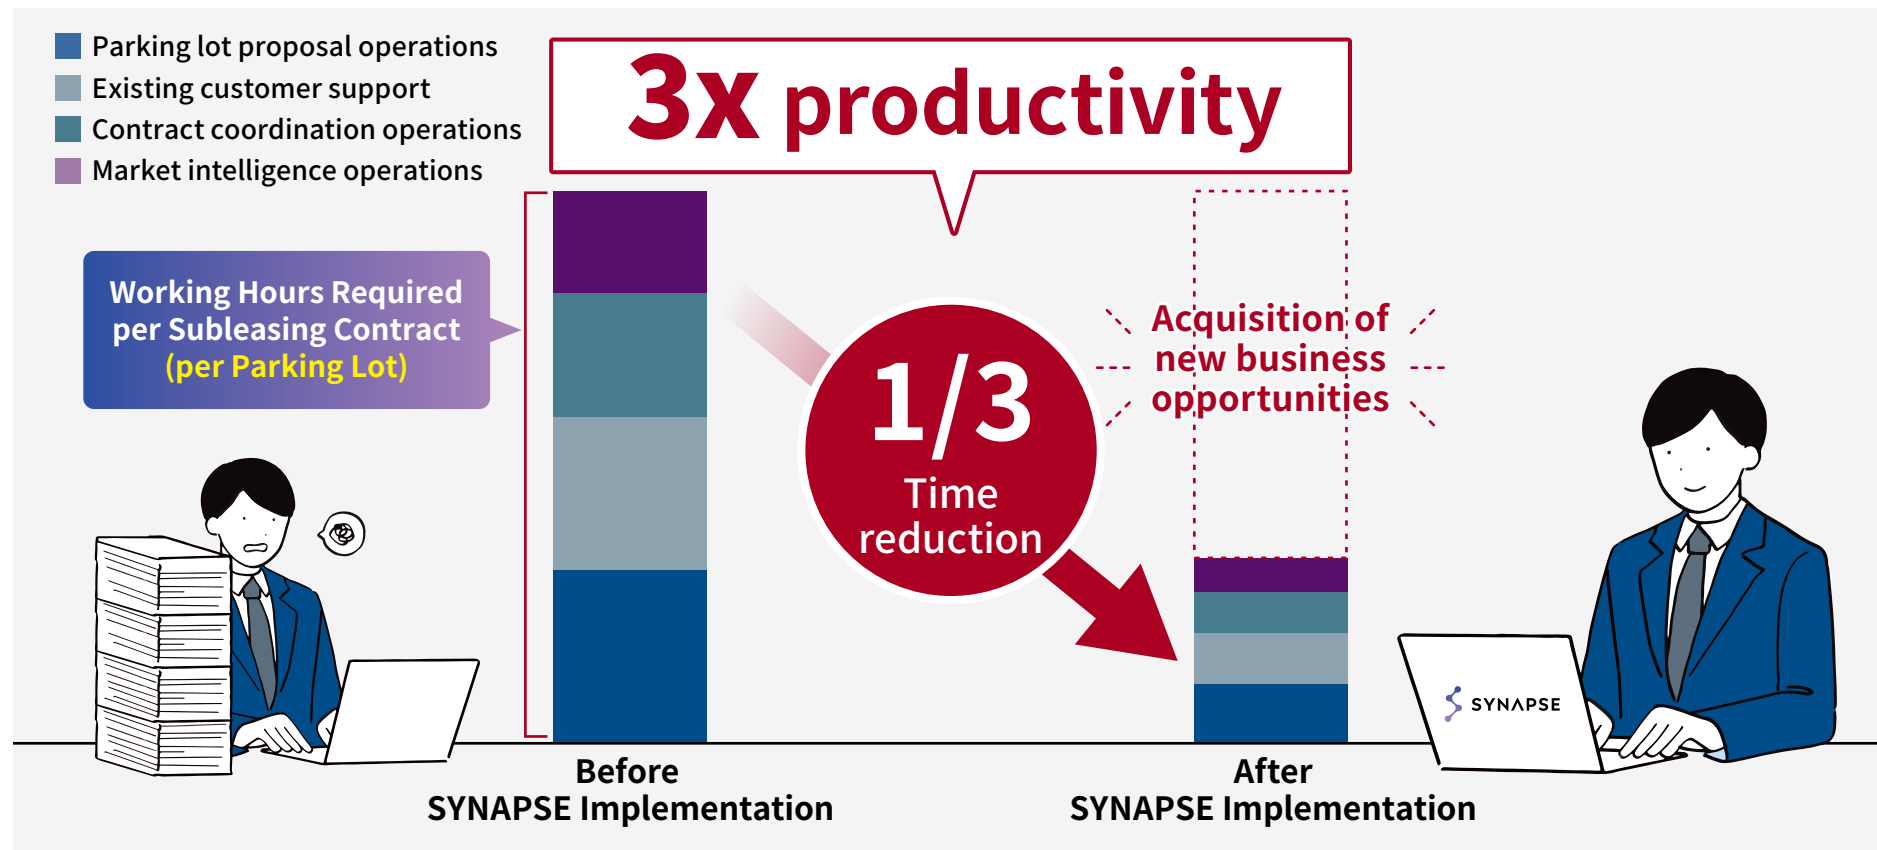 Parking lot proposal operations
Existing customer support
Contract coordination operations
Market intelligence operations
3x productivity
Working Hours Required
per Subleasing Contract
(per Parking Lot)
1/3
Time
reduction
Acquisition of
new business
opportunities
SYNAPSE
Before
SYNAPSE Implementation
After
SYNAPSE Implementation